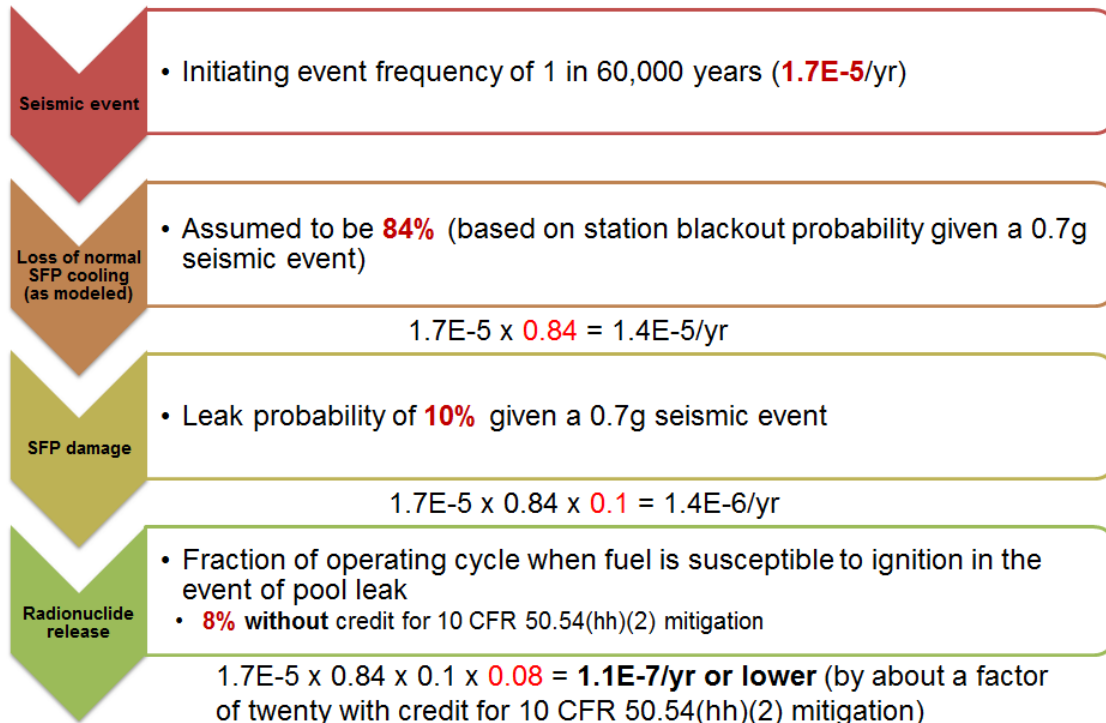 Seismic event
• Initiating event frequency of 1 in 60,000 years (1.7E-5/yr)
Loss of normal
SFP cooling
(as modeled)
• Assumed to be 84% (based on station blackout probability given a 0.7g
seismic event)
1.7E-5 x 0.84 = 1.4E-5/yr
SFP damage
• Leak probability of 10% given a 0.7g seismic event
1.7E-5 x 0.84 x 0.1 = 1.4E-6/yr
Radionuclide
release
• Fraction of operating cycle when fuel is susceptible to ignition in the
event of pool leak
• 8% without credit for 10 CFR 50.54(hh)(2) mitigation
1.7E-5 x 0.84 x 0.1 x 0.08 = 1.1E-7/yr or lower (by about a factor
of twenty with credit for 10 CFR 50.54(hh)(2) mitigation)